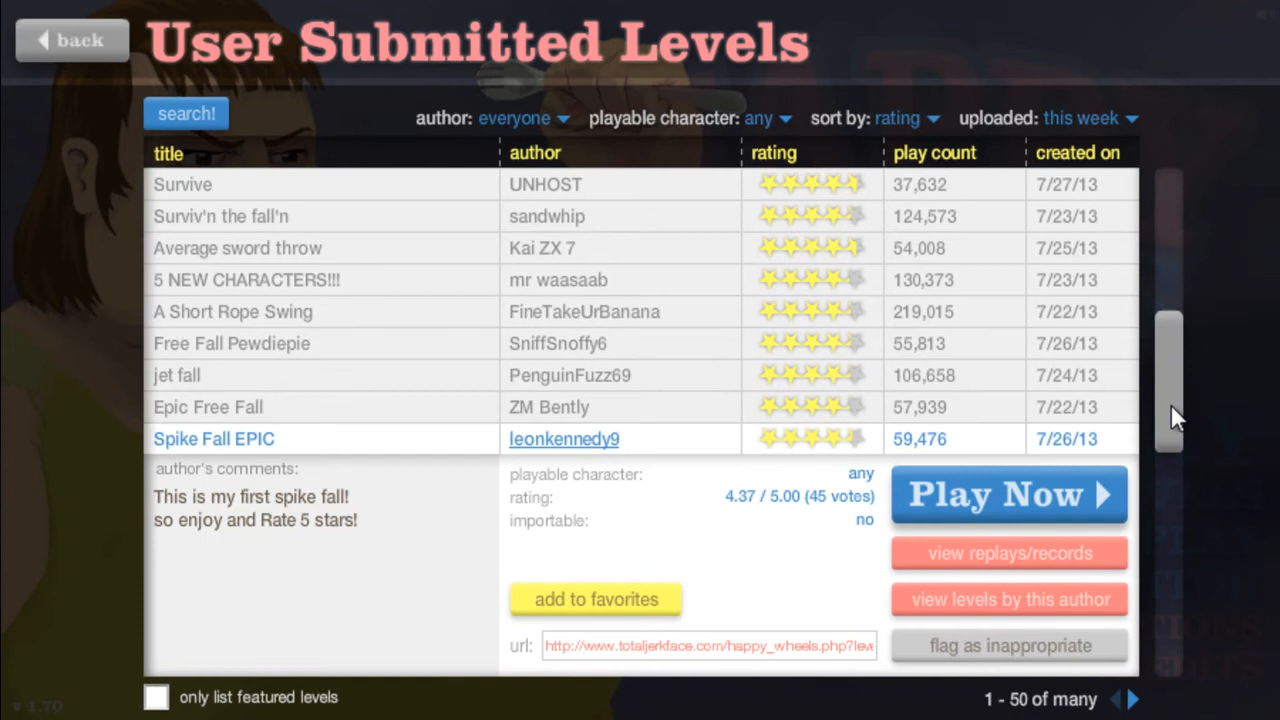 back
User Submitted Levels
search!
author: everyone playable character: any sort by: rating uploaded: this week
title author rating play count created on
Survive UNHOST 37,632 7/27/13
Surviv'n the fall'n sandwhip 124,573 7/23/13
Average sword throw Kai ZX 7 54,008 7/25/13
5 NEW CHARACTERS!!! mr waasaab 130,373 7/23/13
A Short Rope Swing FineTakeUrBanana 219,015 7/22/13
Free Fall Pewdiepie SniffSnoffy6 55,813 7/26/13
jet fall PenguinFuzz69 106,658 7/24/13
Epic Free Fall ZM Bently 57,939 7/22/13
Spike Fall EPIC leonkennedy9 59,476 7/26/13
author's comments:
This is my first spike fall!
so enjoy and Rate 5 stars!
playable character: any
rating: 4.37 / 5.00 (45 votes)
importable: no
Play Now
view replays/records
add to favorites
view levels by this author
url: http://www.totaljerkface.com/happy_wheels.php?leve
flag as inappropriate
only list featured levels
1 - 50 of many
v 1.70